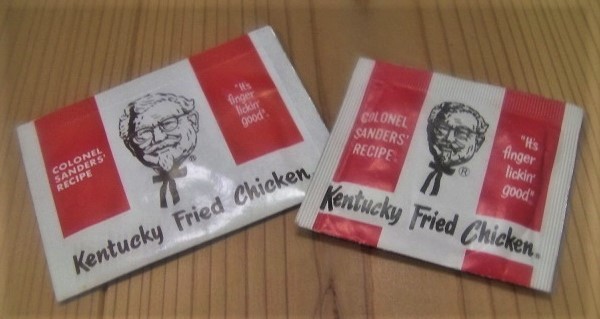 COLONEL
SANDERS'
RECIPE
"It's
finger
lickin'
good".
®
Kentucky Fried Chicken
COLONEL
SANDERS'
RECIPE.
"It's
finger
lickin'
good".
®
Kentucky Fried Chicken.